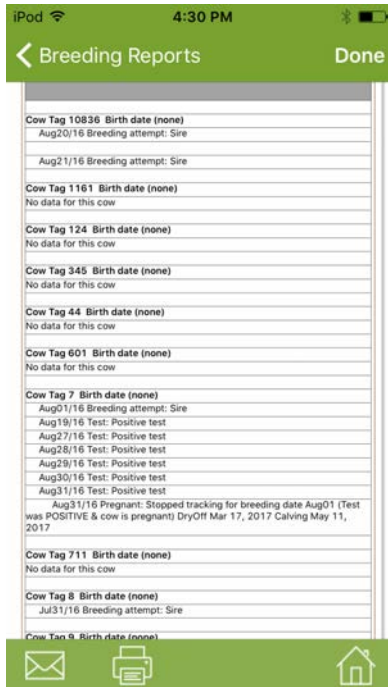 iPod 4:30 PM
Breeding Reports Done
Cow Tag 10836 Birth date (none)
Aug20/16 Breeding attempt: Sire
Aug21/16 Breeding attempt: Sire
Cow Tag 1161 Birth date (none)
No data for this cow
Cow Tag 124 Birth date (none)
No data for this cow
Cow Tag 345 Birth date (none)
No data for this cow
Cow Tag 44 Birth date (none)
No data for this cow
Cow Tag 601 Birth date (none)
No data for this cow
Cow Tag 7 Birth date (none)
Aug01/16 Breeding attempt: Sire
Aug19/16 Test: Positive test
Aug27/16 Test: Positive test
Aug28/16 Test: Positive test
Aug29/16 Test: Positive test
Aug30/16 Test: Positive test
Aug31/16 Test: Positive test
Aug31/16 Pregnant: Stopped tracking for breeding date Aug01 (Test
was POSITIVE & cow is pregnant) DryOff Mar 17, 2017 Calving May 11,
2017
Cow Tag 711 Birth date (none)
No data for this cow
Cow Tag 8 Birth date (none)
Jul31/16 Breeding attempt: Sire
Cow Tag 9 Birth date (none)